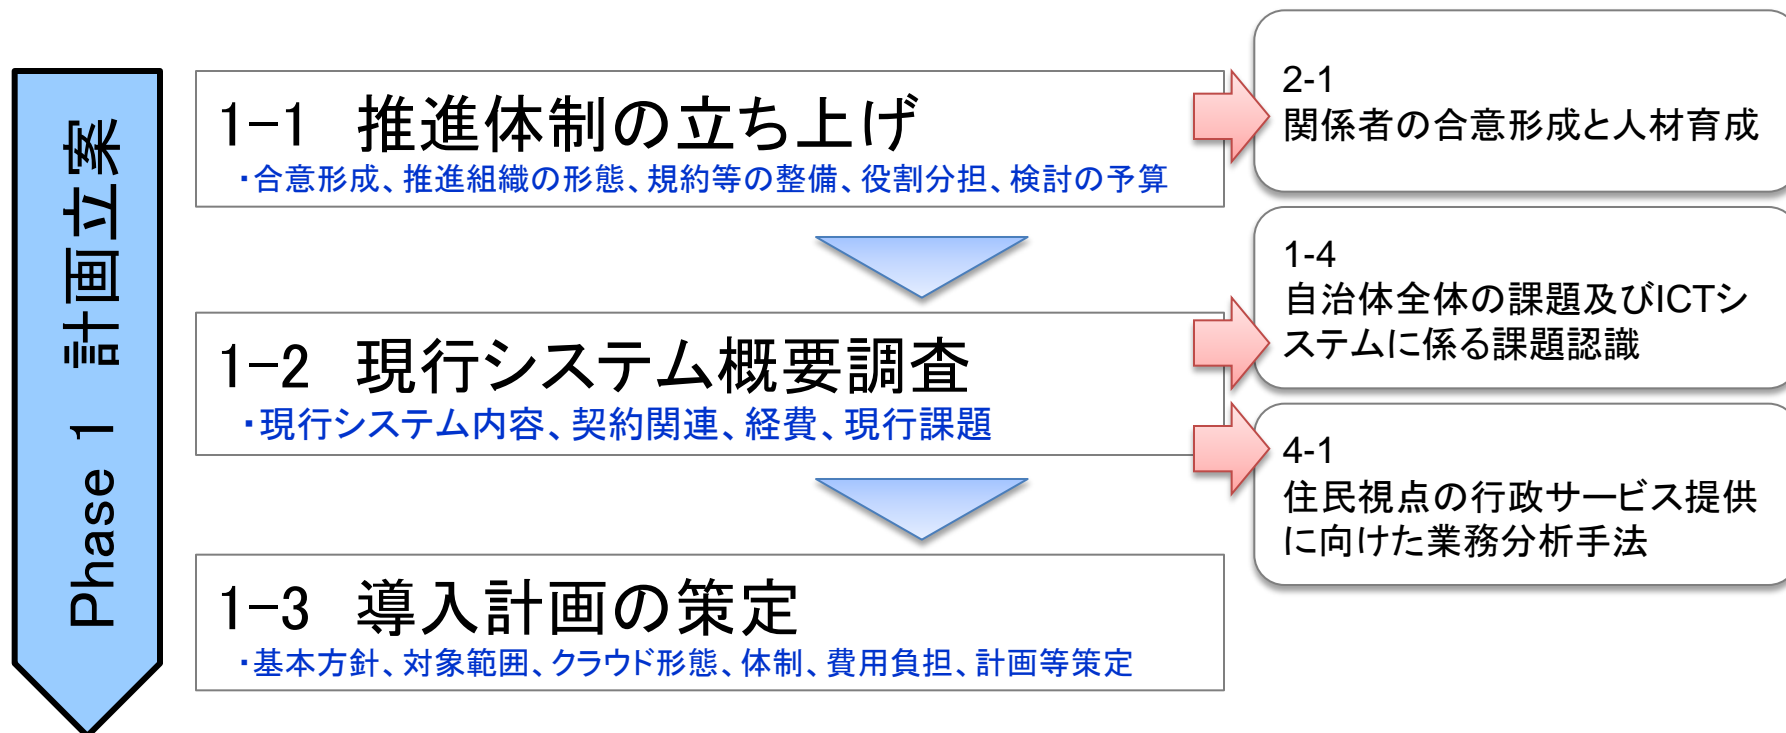 Phase 1 計画立案
1-1 推進体制の立ち上げ
・合意形成、推進組織の形態、規約等の整備、役割分担、検討の予算
2-1
関係者の合意形成と人材育成
1-2 現行システム概要調査
・現行システム内容、契約関連、経費、現行課題
1-4
自治体全体の課題及びICTシ
ステムに係る課題認識
4-1
住民視点の行政サービス提供
に向けた業務分析手法
1-3 導入計画の策定
・基本方針、対象範囲、クラウド形態、体制、費用負担、計画等策定